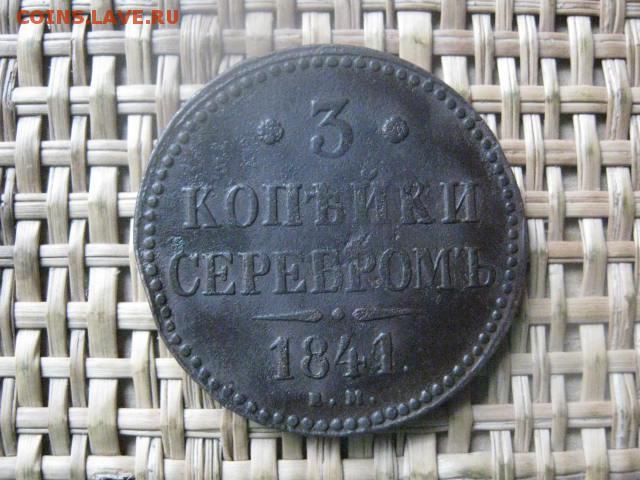 COINS.LAVE.RU
3
КОПѢЙКИ
СЕРЕБРОМЪ
1841.